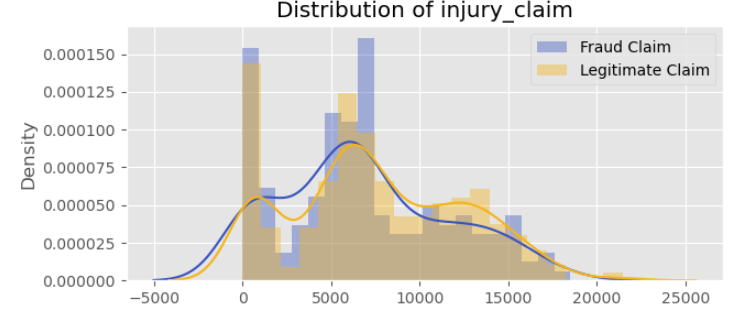 Distribution of injury_claim
Fraud Claim
Legitimate Claim
Density
0.000150
0.000125
0.000100
0.000075
0.000050
0.000025
0.000000
−5000 0 5000 10000 15000 20000 25000